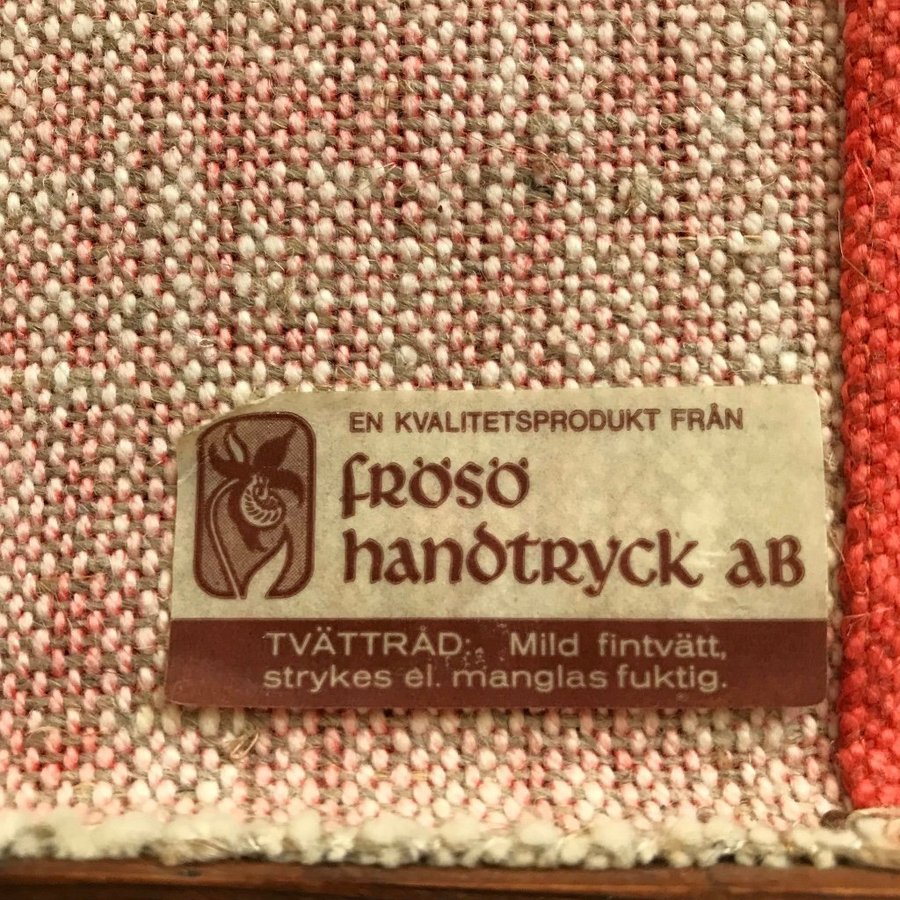 EN KVALITETSPRODUKT FRÅN
FRÖSÖ
handtryck AB
TVÄTTRÅD: Mild fintvätt,
strykes el. manglas fuktig.